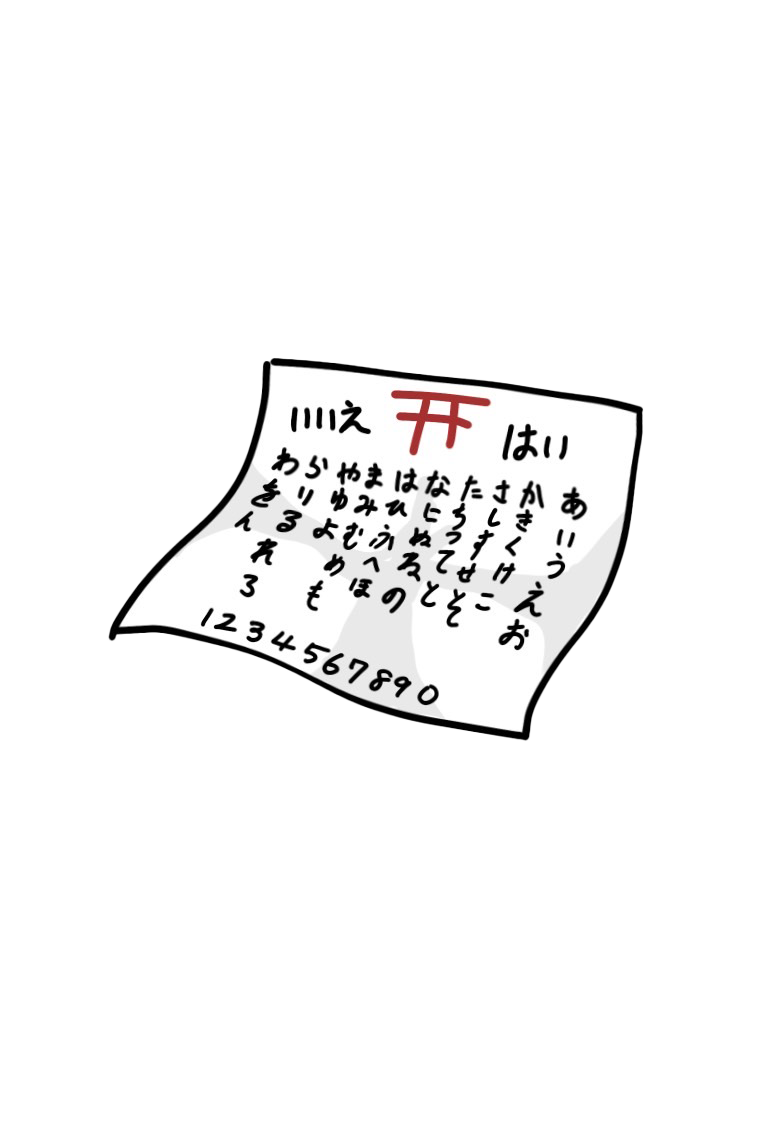 はい
いいえ
あいうえお
かきくけこ
さしすせそ
たちつてと
なにぬねの
はひふへほ
まみむめも
やゆよ
らりるれろ
わをん
1234567890